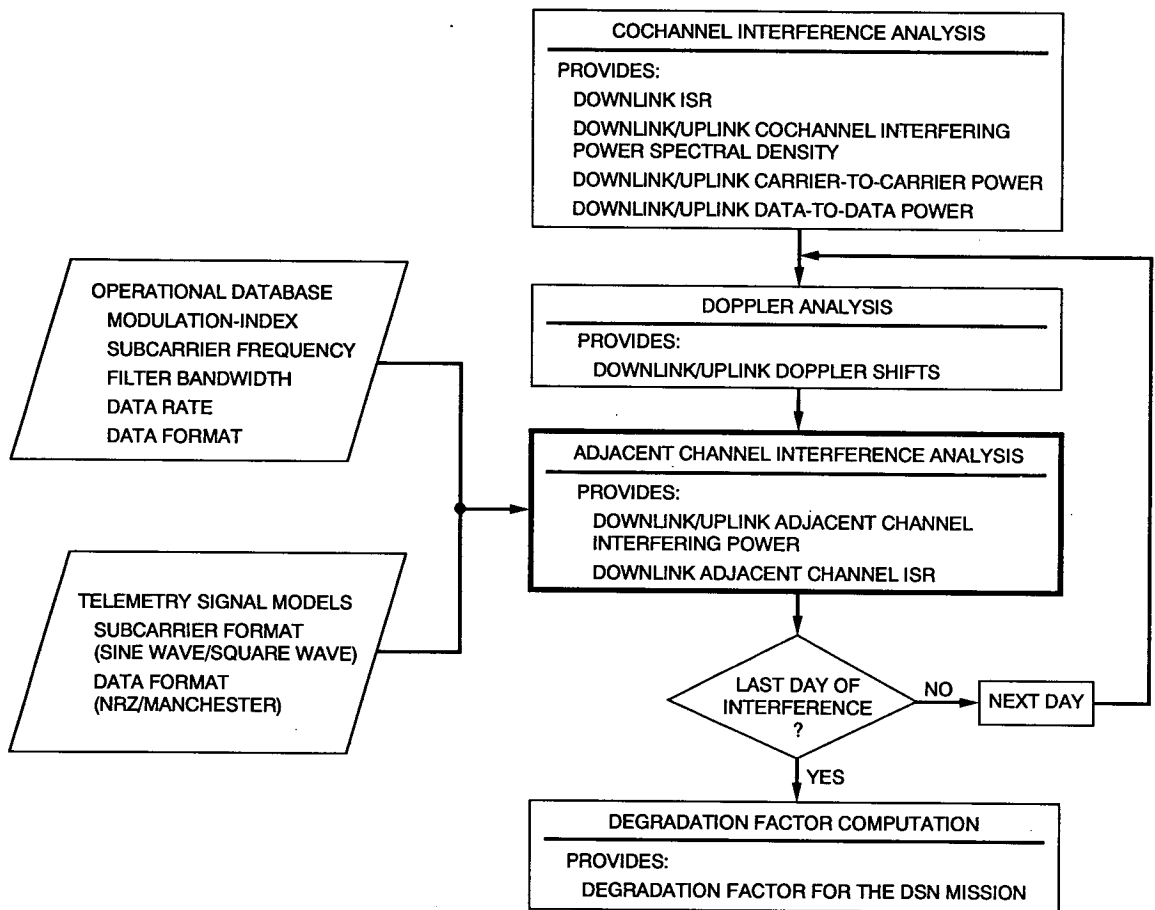 COCHANNEL INTERFERENCE ANALYSIS
PROVIDES:
DOWNLINK ISR
DOWNLINK/UPLINK COCHANNEL INTERFERING
POWER SPECTRAL DENSITY
DOWNLINK/UPLINK CARRIER-TO-CARRIER POWER
DOWNLINK/UPLINK DATA-TO-DATA POWER
OPERATIONAL DATABASE
MODULATION-INDEX
SUBCARRIER FREQUENCY
FILTER BANDWIDTH
DATA RATE
DATA FORMAT
DOPPLER ANALYSIS
PROVIDES:
DOWNLINK/UPLINK DOPPLER SHIFTS
ADJACENT CHANNEL INTERFERENCE ANALYSIS
PROVIDES:
DOWNLINK/UPLINK ADJACENT CHANNEL
INTERFERING POWER
DOWNLINK ADJACENT CHANNEL ISR
TELEMETRY SIGNAL MODELS
SUBCARRIER FORMAT
(SINE WAVE/SQUARE WAVE)
DATA FORMAT
(NRZ/MANCHESTER)
LAST DAY OF
INTERFERENCE
?
NO
NEXT DAY
YES
DEGRADATION FACTOR COMPUTATION
PROVIDES:
DEGRADATION FACTOR FOR THE DSN MISSION